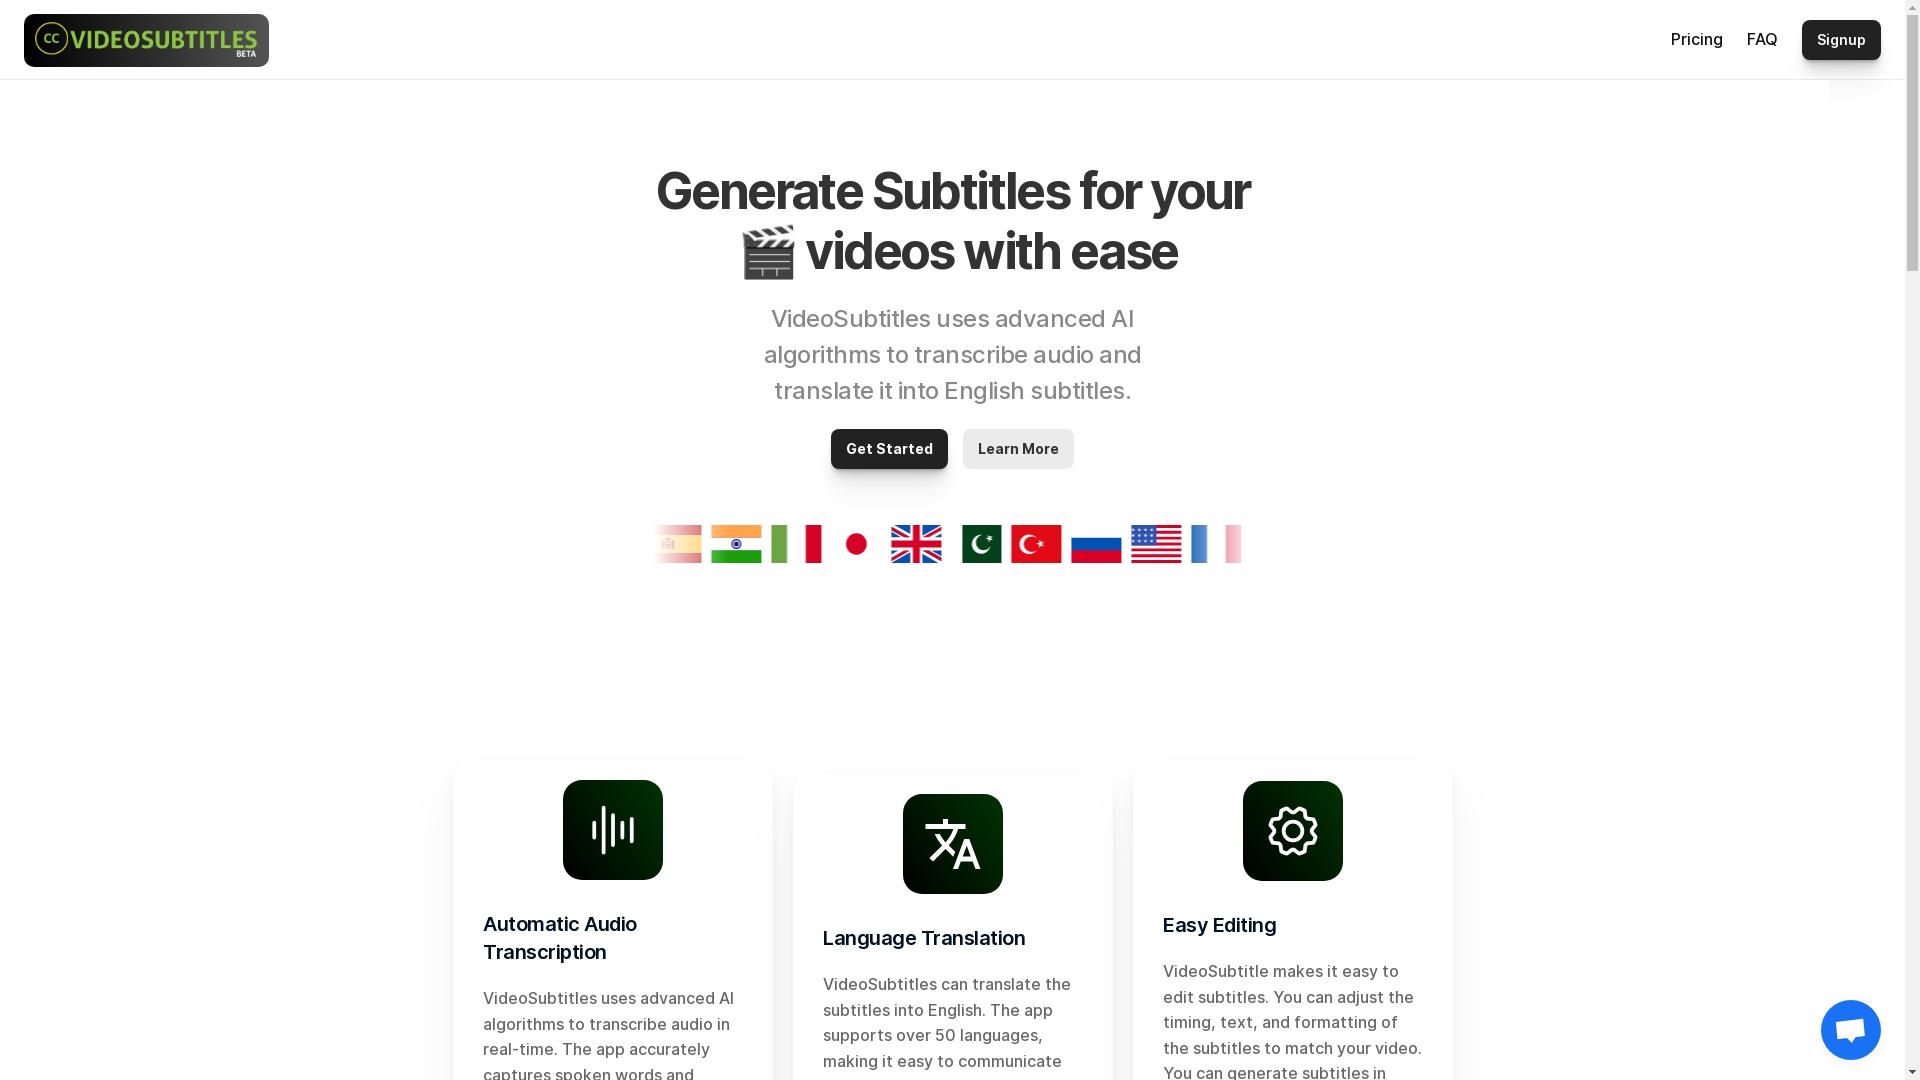 CC VIDEOSUBTITLES
BETA
Pricing
FAQ
Signup
Generate Subtitles for your
🎬 videos with ease
VideoSubtitles uses advanced AI
algorithms to transcribe audio and
translate it into English subtitles.
Get Started
Learn More
Automatic Audio
Transcription
VideoSubtitles uses advanced AI
algorithms to transcribe audio in
real-time. The app accurately
captures spoken words and
Language Translation
VideoSubtitles can translate the
subtitles into English. The app
supports over 50 languages,
making it easy to communicate
Easy Editing
VideoSubtitle makes it easy to
edit subtitles. You can adjust the
timing, text, and formatting of
the subtitles to match your video.
You can generate subtitles in